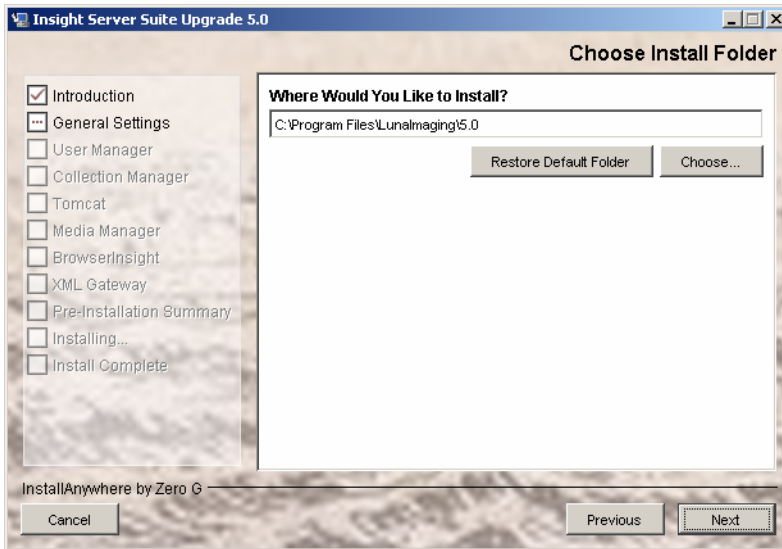 Insight Server Suite Upgrade 5.0
Choose Install Folder
Introduction
General Settings
User Manager
Collection Manager
Tomcat
Media Manager
BrowserInsight
XML Gateway
Pre-Installation Summary
Installing...
Install Complete
Where Would You Like to Install?
C:\Program Files\LunaImaging\5.0
Restore Default Folder
Choose...
InstallAnywhere by Zero G
Cancel
Previous
Next